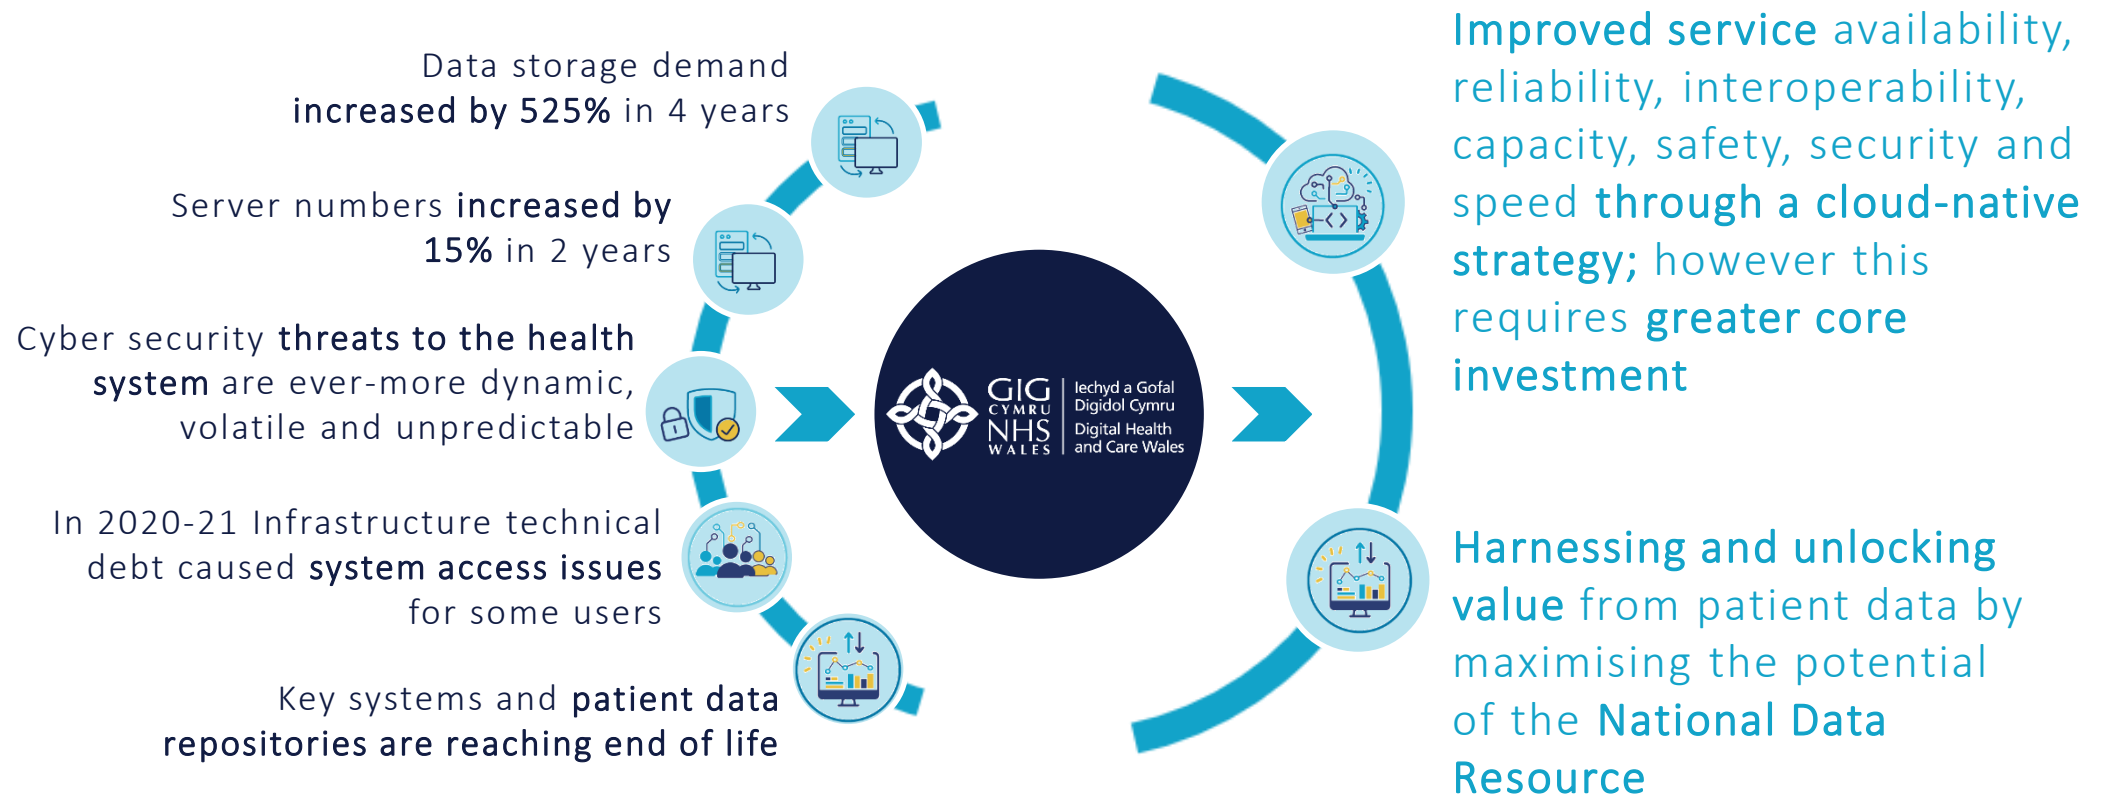 Data storage demand
increased by 525% in 4 years
Server numbers increased by
15% in 2 years
Cyber security threats to the health
system are ever-more dynamic,
volatile and unpredictable
In 2020-21 Infrastructure technical
debt caused system access issues
for some users
Key systems and patient data
repositories are reaching end of life
GIG
CYMRU
NHS
WALES
Iechyd a Gofal
Digidol Cymru
Digital Health
and Care Wales
Improved service availability,
reliability, interoperability,
capacity, safety, security and
speed through a cloud-native
strategy; however this
requires greater core
investment
Harnessing and unlocking
value from patient data by
maximising the potential
of the National Data
Resource